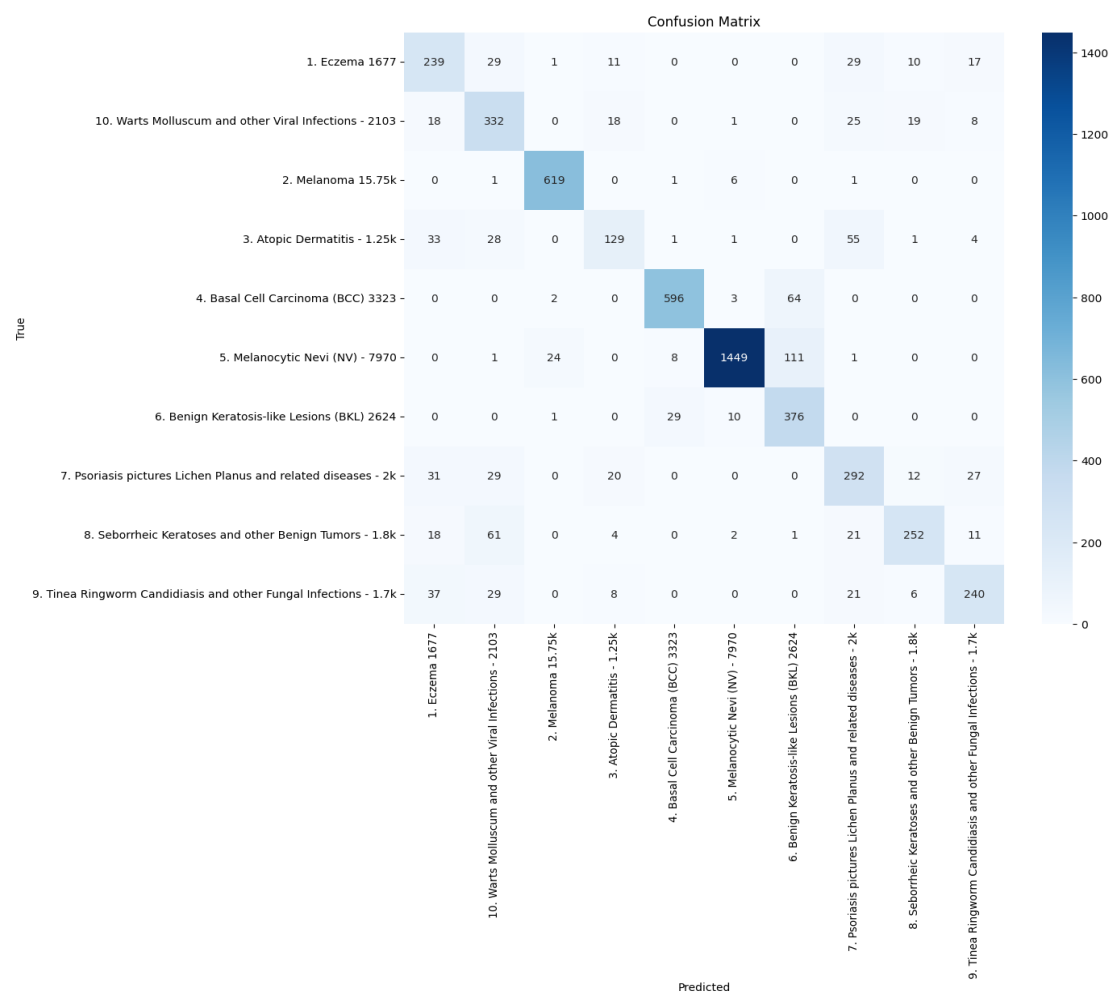 Confusion Matrix
1. Eczema 1677 239 29 1 11 0 0 0 29 10 17
10. Warts Molluscum and other Viral Infections - 2103 18 332 0 18 0 1 0 25 19 8
2. Melanoma 15.75k 0 1 619 0 1 6 0 1 0 0
3. Atopic Dermatitis - 1.25k 33 28 0 129 1 1 0 55 1 4
4. Basal Cell Carcinoma (BCC) 3323 0 0 2 0 596 3 64 0 0 0
5. Melanocytic Nevi (NV) - 7970 0 1 24 0 8 1449 111 1 0 0
6. Benign Keratosis-like Lesions (BKL) 2624 0 0 1 0 29 10 376 0 0 0
7. Psoriasis pictures Lichen Planus and related diseases - 2k 31 29 0 20 0 0 0 292 12 27
8. Seborrheic Keratoses and other Benign Tumors - 1.8k 18 61 0 4 0 2 1 21 252 11
9. Tinea Ringworm Candidiasis and other Fungal Infections - 1.7k 37 29 0 8 0 0 0 21 6 240
True
1. Eczema 1677
10. Warts Molluscum and other Viral Infections - 2103
2. Melanoma 15.75k
3. Atopic Dermatitis - 1.25k
4. Basal Cell Carcinoma (BCC) 3323
5. Melanocytic Nevi (NV) - 7970
6. Benign Keratosis-like Lesions (BKL) 2624
7. Psoriasis pictures Lichen Planus and related diseases - 2k
8. Seborrheic Keratoses and other Benign Tumors - 1.8k
9. Tinea Ringworm Candidiasis and other Fungal Infections - 1.7k
Predicted
1400
1200
1000
800
600
400
200
0